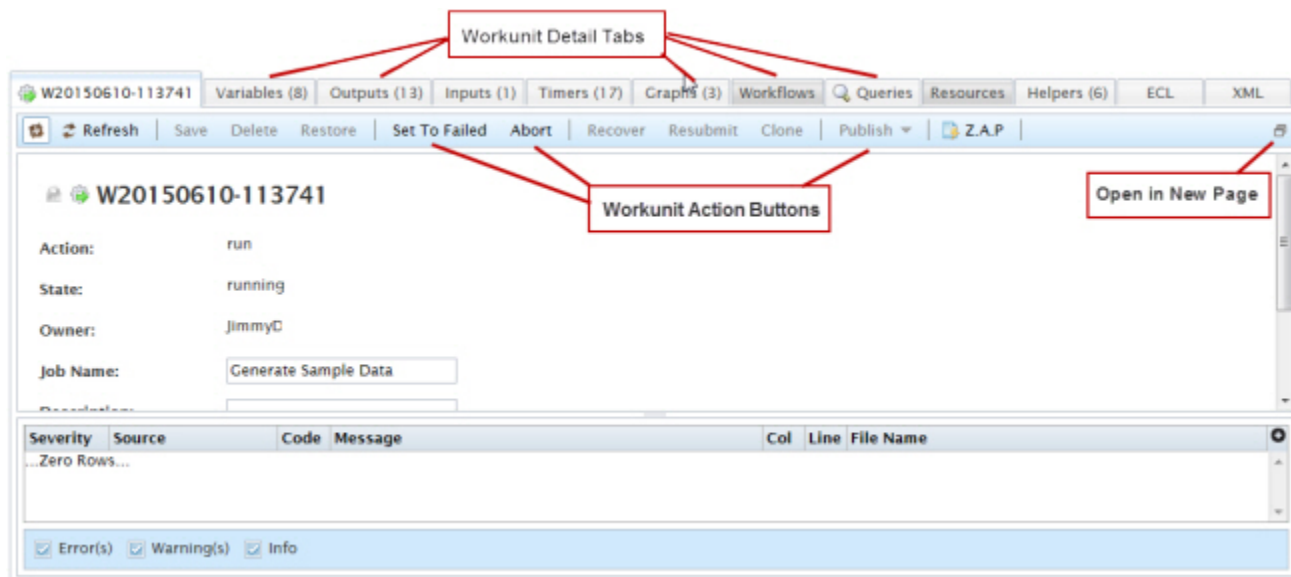 Workunit Detail Tabs
W20150610-113741 Variables (8) Outputs (13) Inputs (1) Timers (17) Graphs (3) Workflows Queries Resources Helpers (6) ECL XML
Refresh Save Delete Restore Set To Failed Abort Recover Resubmit Clone Publish Z.A.P
W20150610-113741
Workunit Action Buttons
Open in New Page
Action: run
State: running
Owner: JimmyD
Job Name: Generate Sample Data
Severity Source Code Message Col Line File Name
...Zero Rows...
Error(s) Warning(s) Info